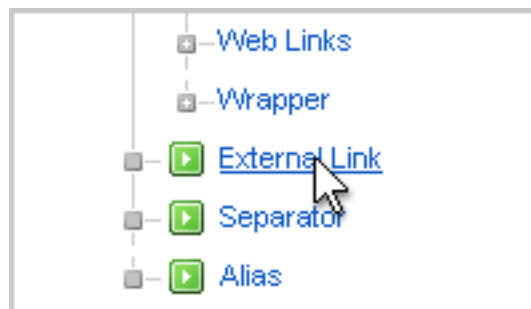 Web Links
Wrapper
External Link
Separator
Alias